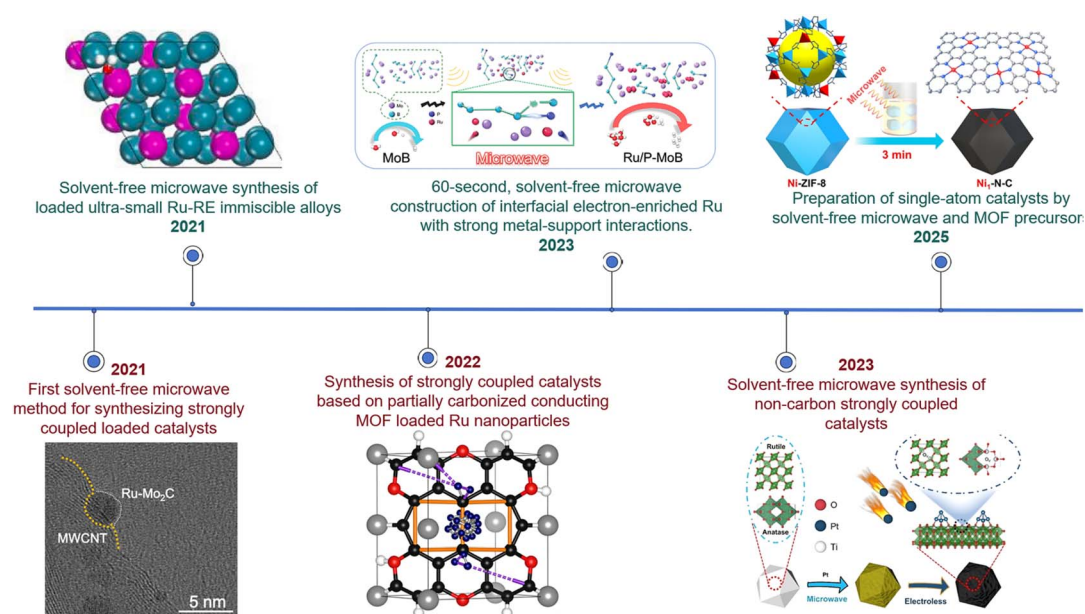 Solvent-free microwave synthesis of
loaded ultra-small Ru-RE immiscible alloys
2021
MoB
Microwave
Ru/P-MoB
P
Ru
60-second, solvent-free microwave
construction of interfacial electron-enriched Ru
with strong metal-support interactions.
2023
Microwave
3 min
Ni-ZIF-8
Ni₁-N-C
Preparation of single-atom catalysts by
solvent-free microwave and MOF precursor
2025
2021
First solvent-free microwave
method for synthesizing strongly
coupled loaded catalysts
Ru-Mo₂C
MWCNT
5 nm
2022
Synthesis of strongly coupled catalysts
based on partially carbonized conducting
MOF loaded Ru nanoparticles
2023
Solvent-free microwave synthesis of
non-carbon strongly coupled
catalysts
Rutile
Anatase
O
Pt
Ti
Pt
Microwave
Electroless